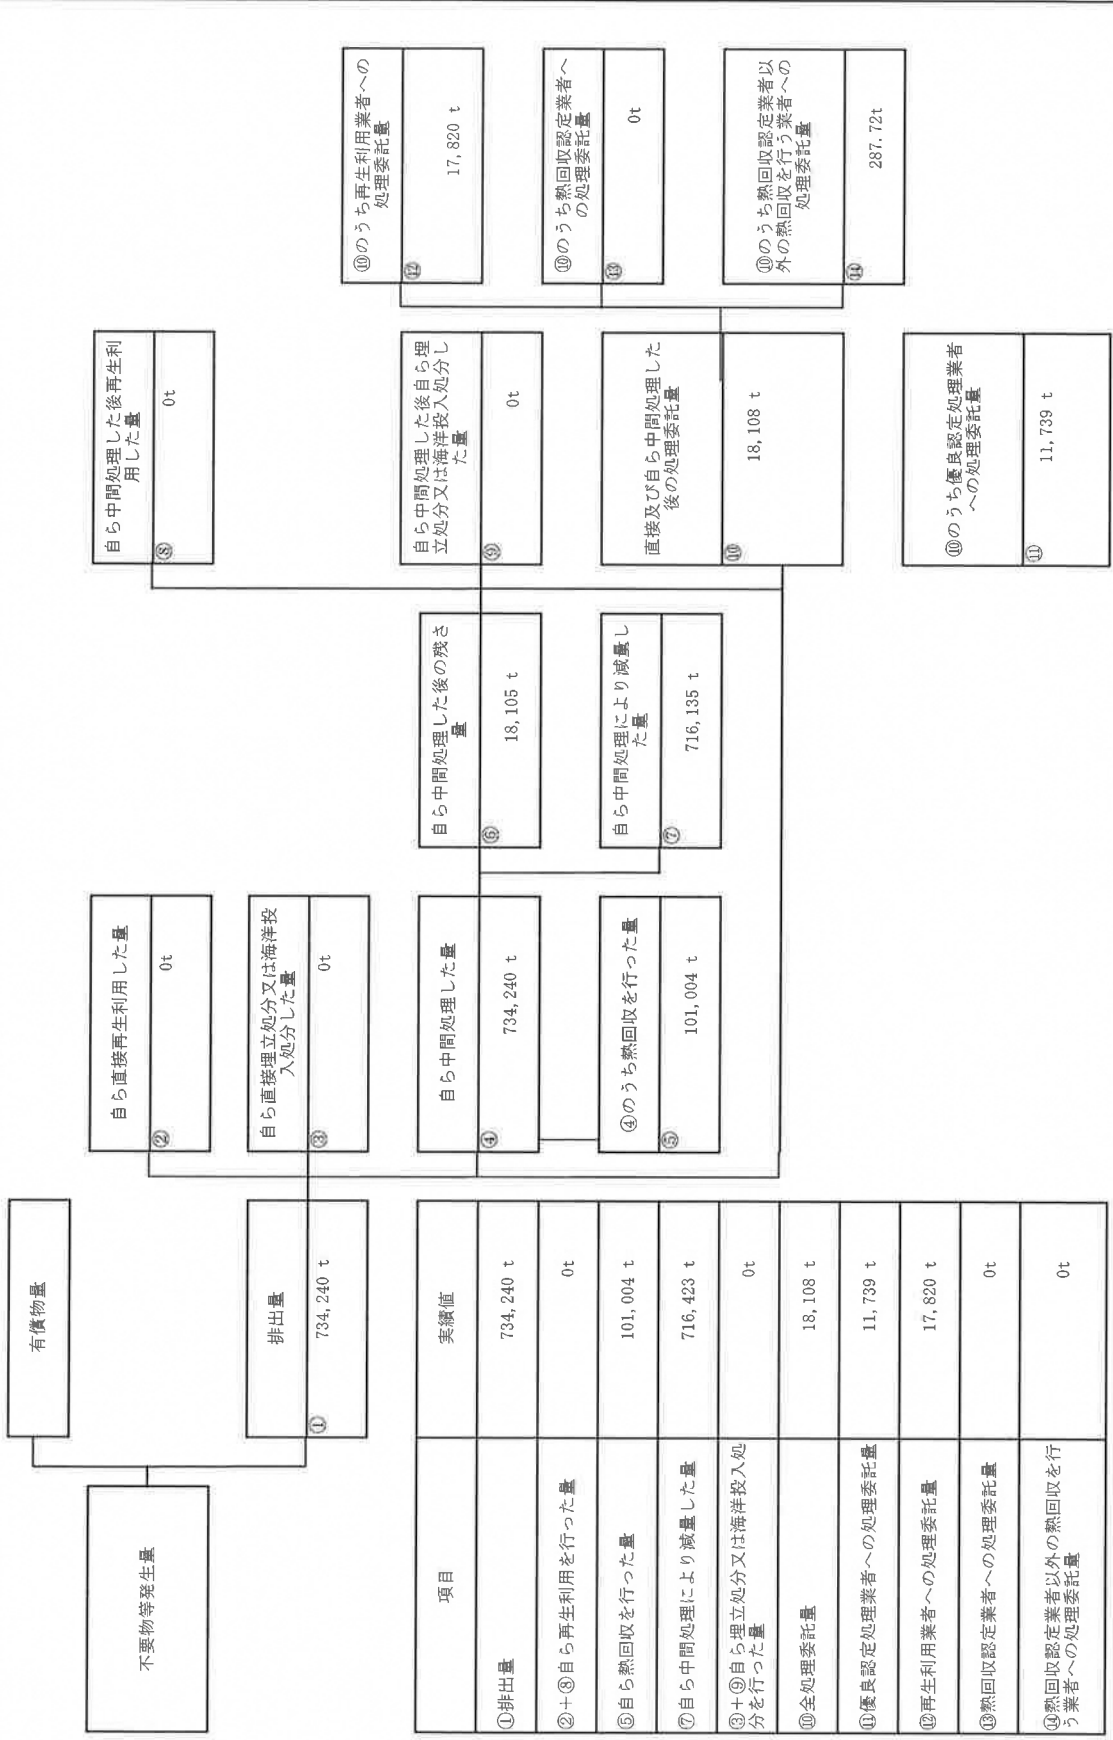 有償物量
不要物等発生量
排出量
①
734,240 t
自ら直接再生利用した量
②
0t
自ら直接埋立処分又は海洋投
入処分した量
③
0t
自ら中間処理した量
④
734,240 t
④のうち熱回収を行った量
⑤
101,004 t
自ら中間処理した後の残さ
量
⑥
18,105 t
自ら中間処理により減量し
た量
⑦
716,135 t
自ら中間処理した後再生利
用した量
⑧
0t
自ら中間処理した後自ら埋
立処分又は海洋投入処分し
た量
⑨
0t
直接及び自ら中間処理した
後の処理委託量
⑩
18,108 t
⑩のうち優良認定処理業者
への処理委託量
⑪
11,739 t
⑩のうち再生利用業者への
処理委託量
⑫
17,820 t
⑩のうち熱回収認定業者へ
の処理委託量
⑬
0t
⑩のうち熱回収認定業者以
外の熱回収を行う業者への
処理委託量
⑭
287.72t
項目 実績値
①排出量 734,240 t
②+⑧自ら再生利用を行った量 0t
⑤自ら熱回収を行った量 101,004 t
⑦自ら中間処理により減量した量 716,423 t
③+⑨自ら埋立処分又は海洋投入処
分を行った量 0t
⑩全処理委託量 18,108 t
⑪優良認定処理業者への処理委託量 11,739 t
⑫再生利用業者への処理委託量 17,820 t
⑬熱回収認定業者への処理委託量 0t
⑭熱回収認定業者以外の熱回収を行
う業者への処理委託量 0t